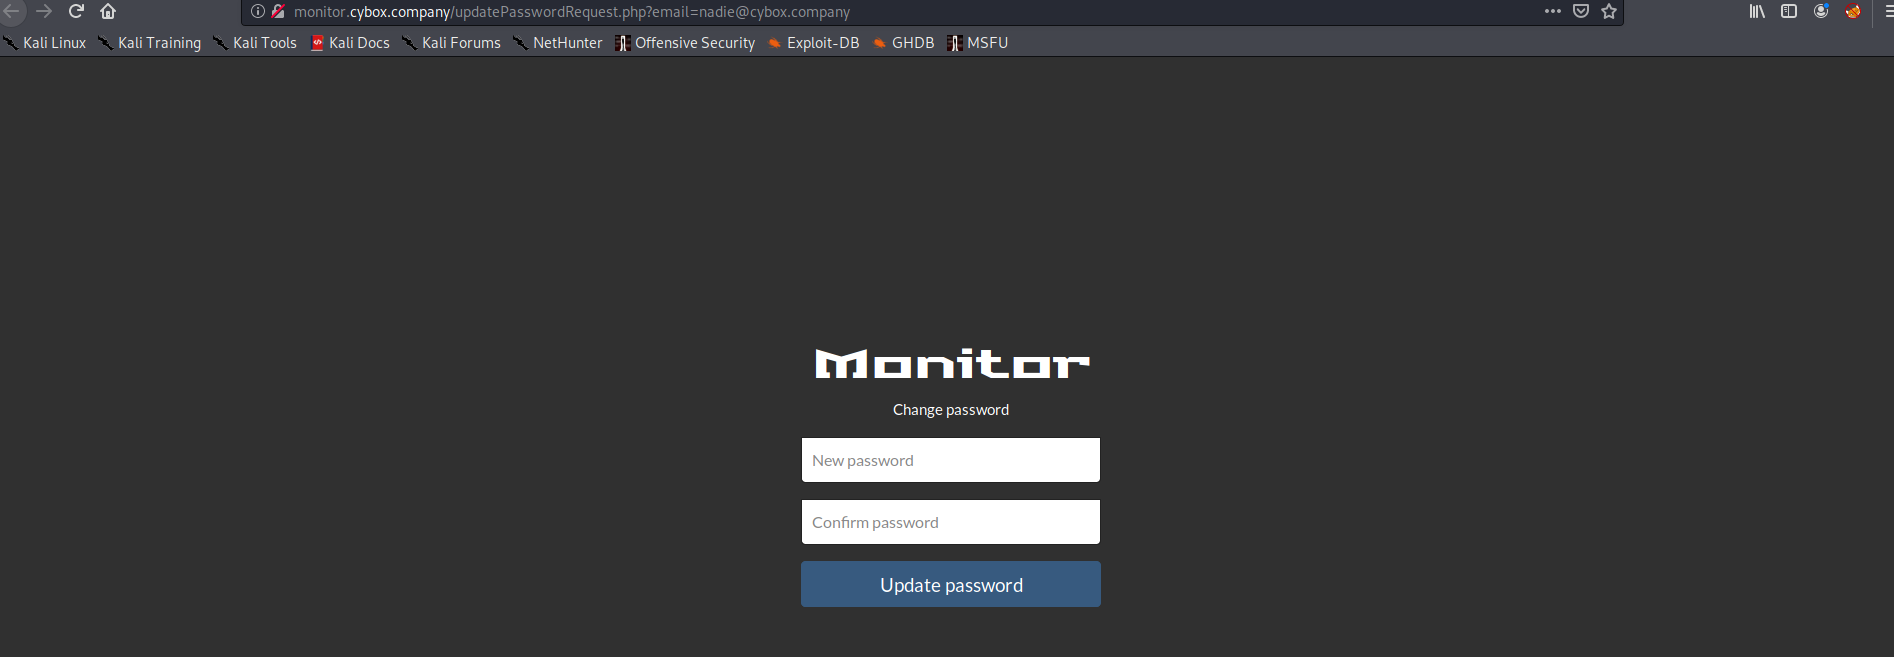 monitor.cybox.company/updatePasswordRequest.php?email=nadie@cybox.company
Kali Linux Kali Training Kali Tools Kali Docs Kali Forums NetHunter Offensive Security Exploit-DB GHDB MSFU
Monitor
Change password
New password
Confirm password
Update password